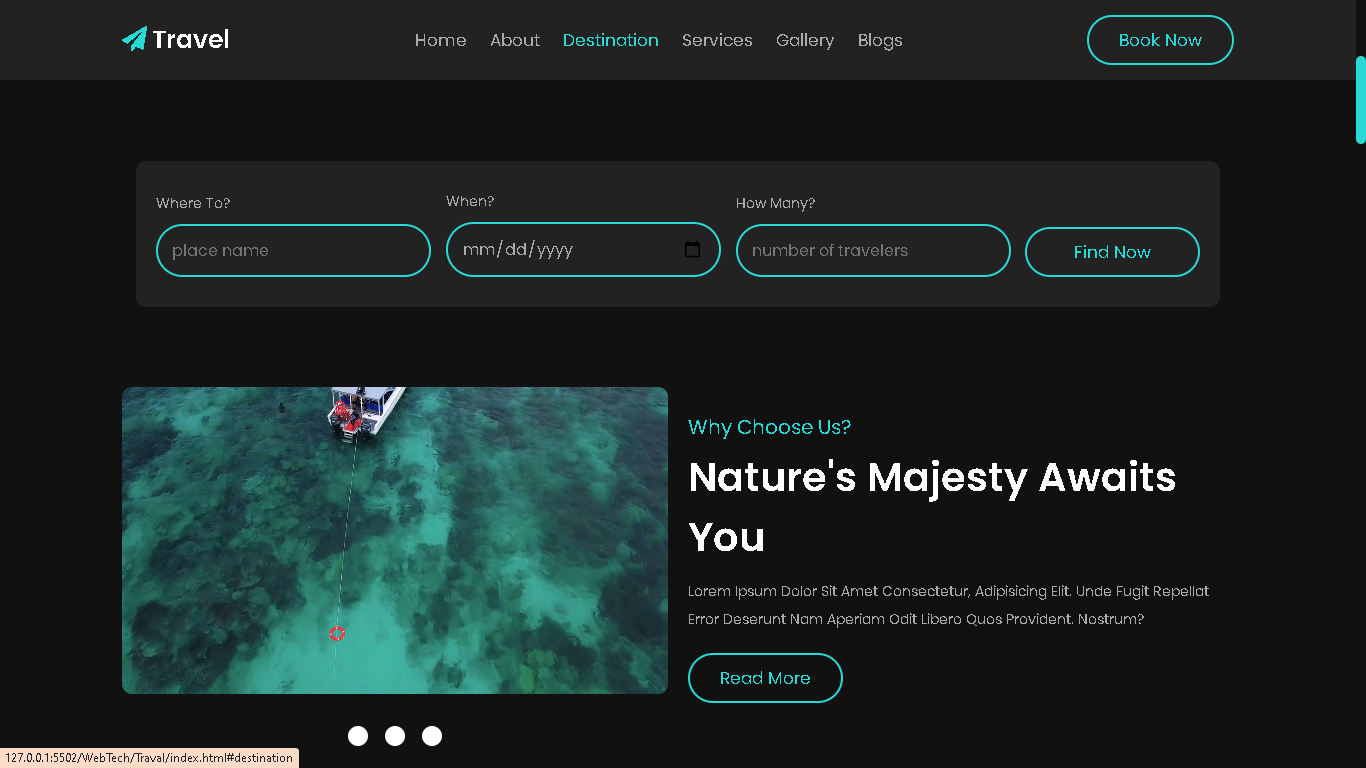 Travel
Home About Destination Services Gallery Blogs
Book Now
Where To?
When?
How Many?
place name
mm/dd/yyyy
number of travelers
Find Now
Why Choose Us?
Nature's Majesty Awaits
You
Lorem Ipsum Dolor Sit Amet Consectetur, Adipisicing Elit. Unde Fugit Repellat
Error Deserunt Nam Aperiam Odit Libero Quos Provident. Nostrum?
Read More
127.0.0.1:5502/WebTech/Traval/index.html#destination